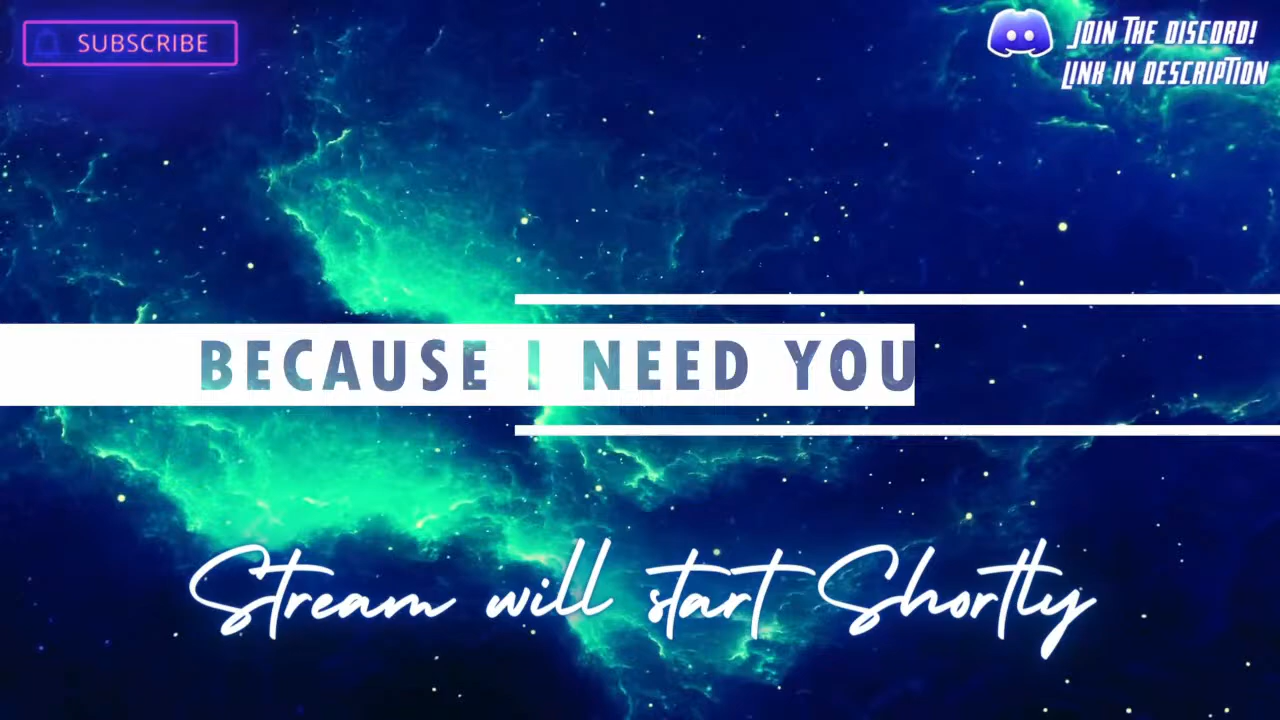 SUBSCRIBE
JOIN THE DISCORD!
LINK IN DESCRIPTION
BECAUSE I NEED YOU
Stream will start Shortly